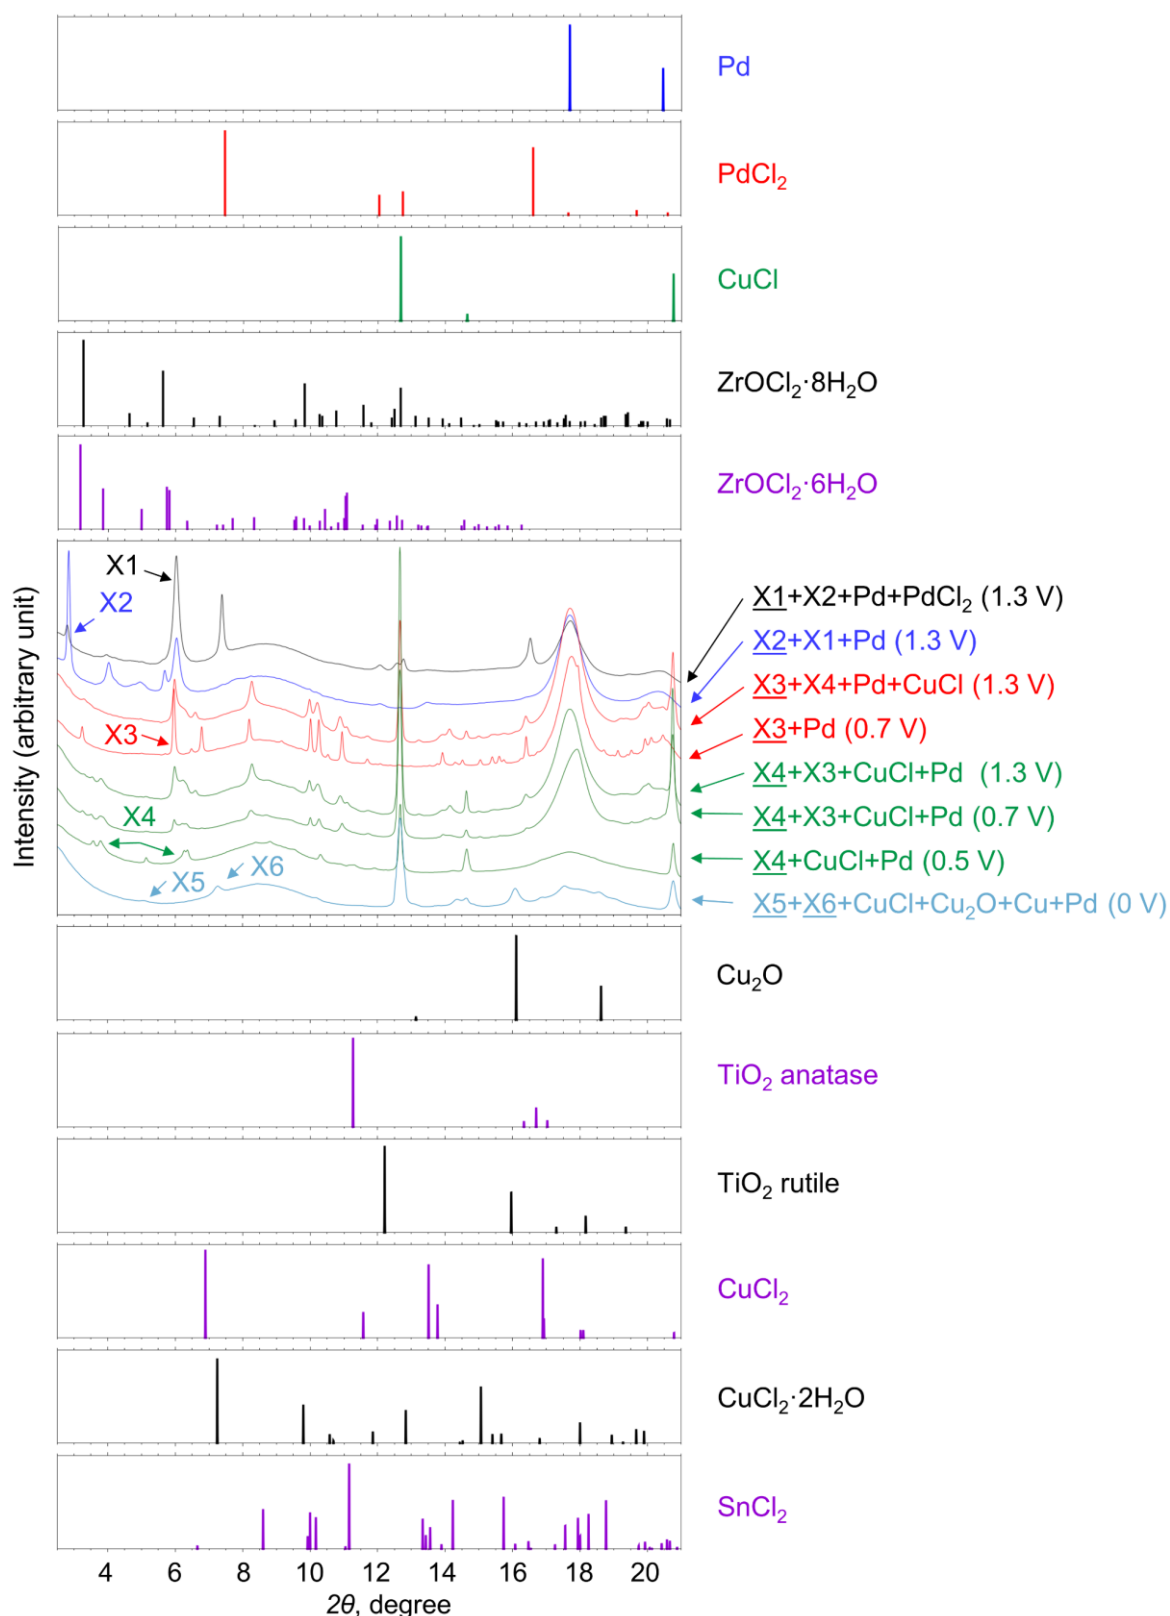 Pd
PdCl₂
CuCl
ZrOCl₂·8H₂O
ZrOCl₂·6H₂O
Intensity (arbitrary unit)
X1
X2
X3
X4
X5
X6
X1+X2+Pd+PdCl₂ (1.3 V)
X2+X1+Pd (1.3 V)
X3+X4+Pd+CuCl (1.3 V)
X3+Pd (0.7 V)
X4+X3+CuCl+Pd (1.3 V)
X4+X3+CuCl+Pd (0.7 V)
X4+CuCl+Pd (0.5 V)
X5+X6+CuCl+Cu₂O+Cu+Pd (0 V)
Cu₂O
TiO₂ anatase
TiO₂ rutile
CuCl₂
CuCl₂·2H₂O
SnCl₂
4 6 8 10 12 14 16 18 20
2θ, degree